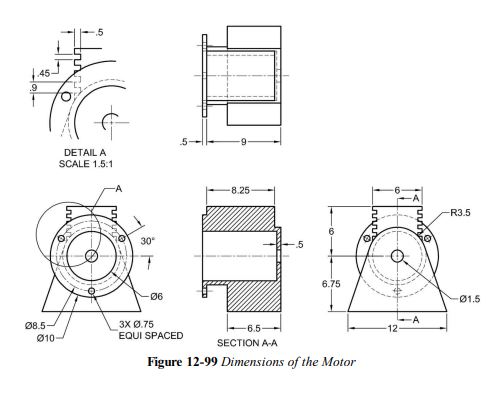 .5
.45
.9
DETAIL A
SCALE 1.5:1
.5
9
A
30°
Ø6
Ø8.5
Ø10
3X Ø.75
EQUI SPACED
8.25
.5
6.5
SECTION A-A
6
A
R3.5
6
6.75
Ø1.5
A
12
Figure 12-99 Dimensions of the Motor